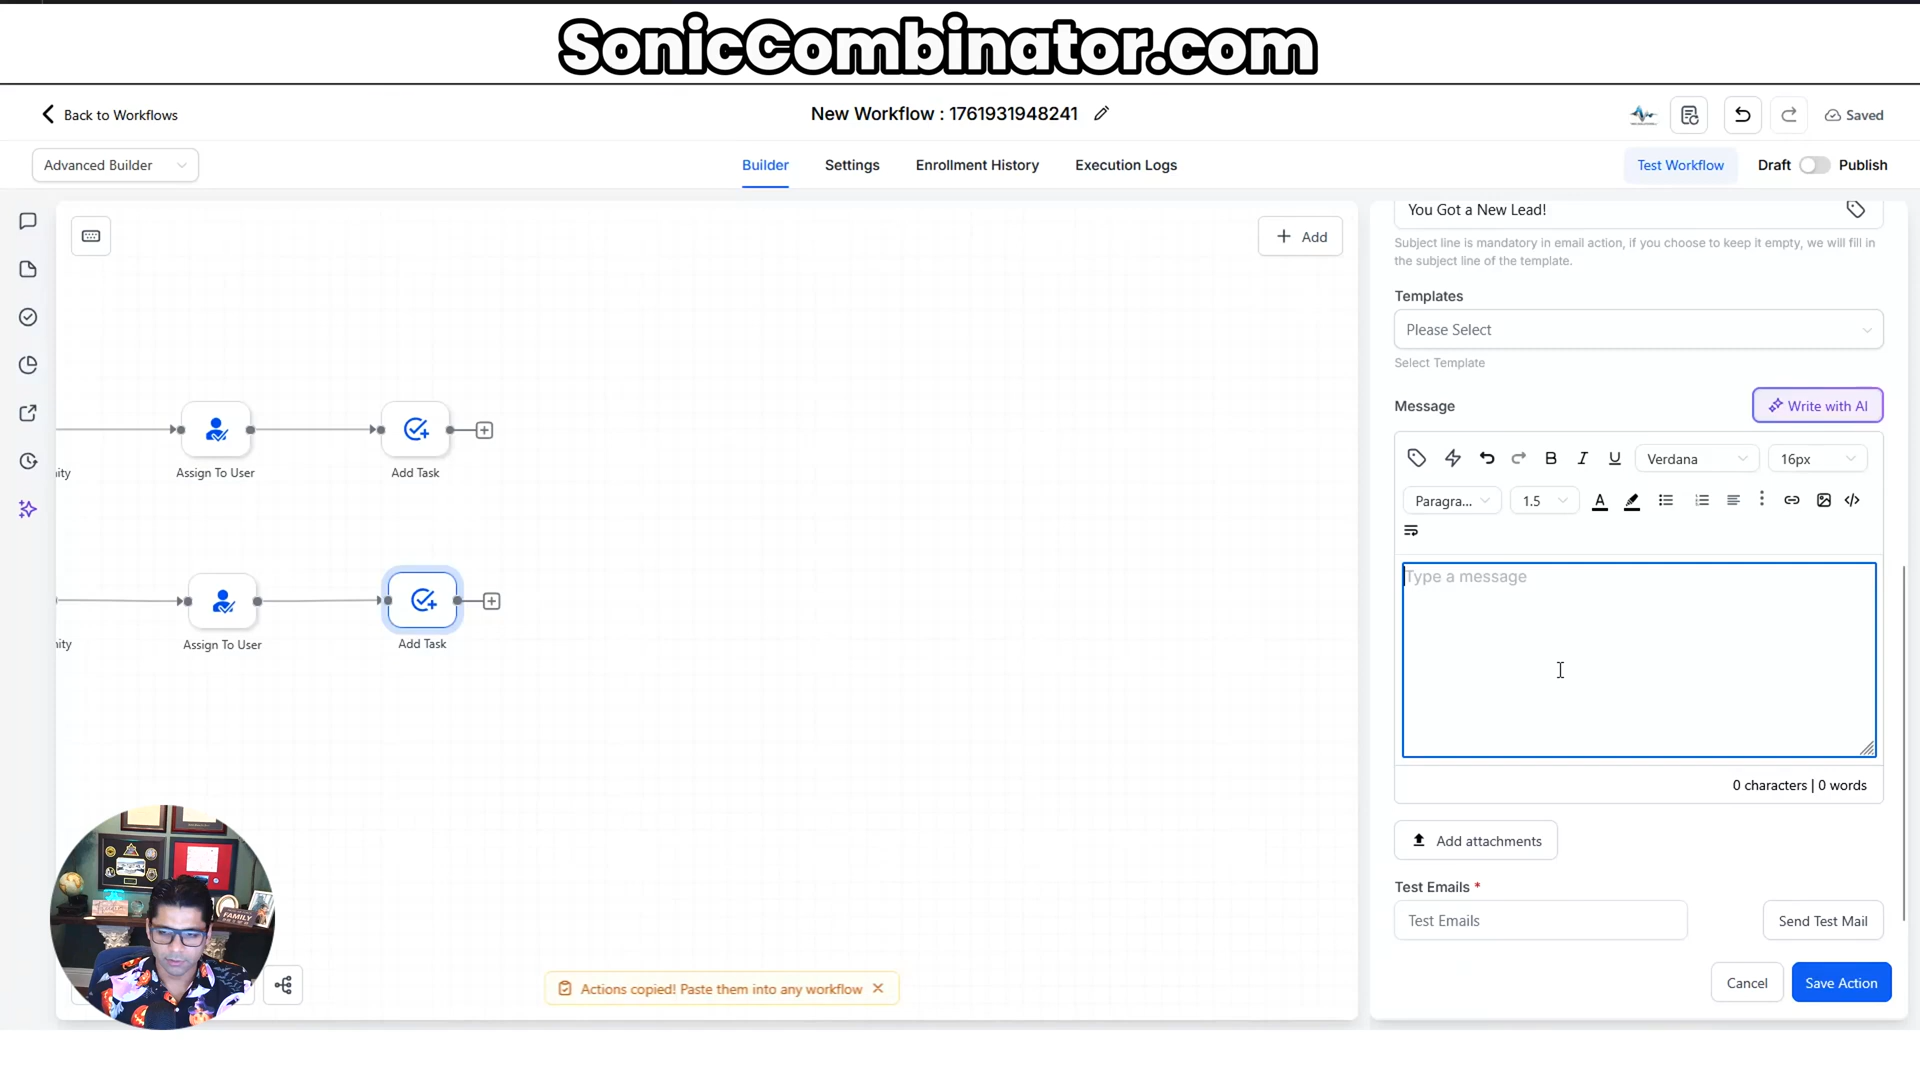 SonicCombinator.com
Back to Workflows
New Workflow : 1761931948241
Saved
Advanced Builder
Builder
Settings
Enrollment History
Execution Logs
Test Workflow
Draft
Publish
Add
You Got a New Lead!
Subject line is mandatory in email action, if you choose to keep it empty, we will fill in
the subject line of the template.
Templates
Please Select
Select Template
Message
Write with AI
B I U
Verdana
16px
Paragra...
1.5
A
Type a message
0 characters | 0 words
Add attachments
Test Emails *
Test Emails
Send Test Mail
Cancel
Save Action
ity
Assign To User
Add Task
ity
Assign To User
Add Task
Actions copied! Paste them into any workflow
FAMILY